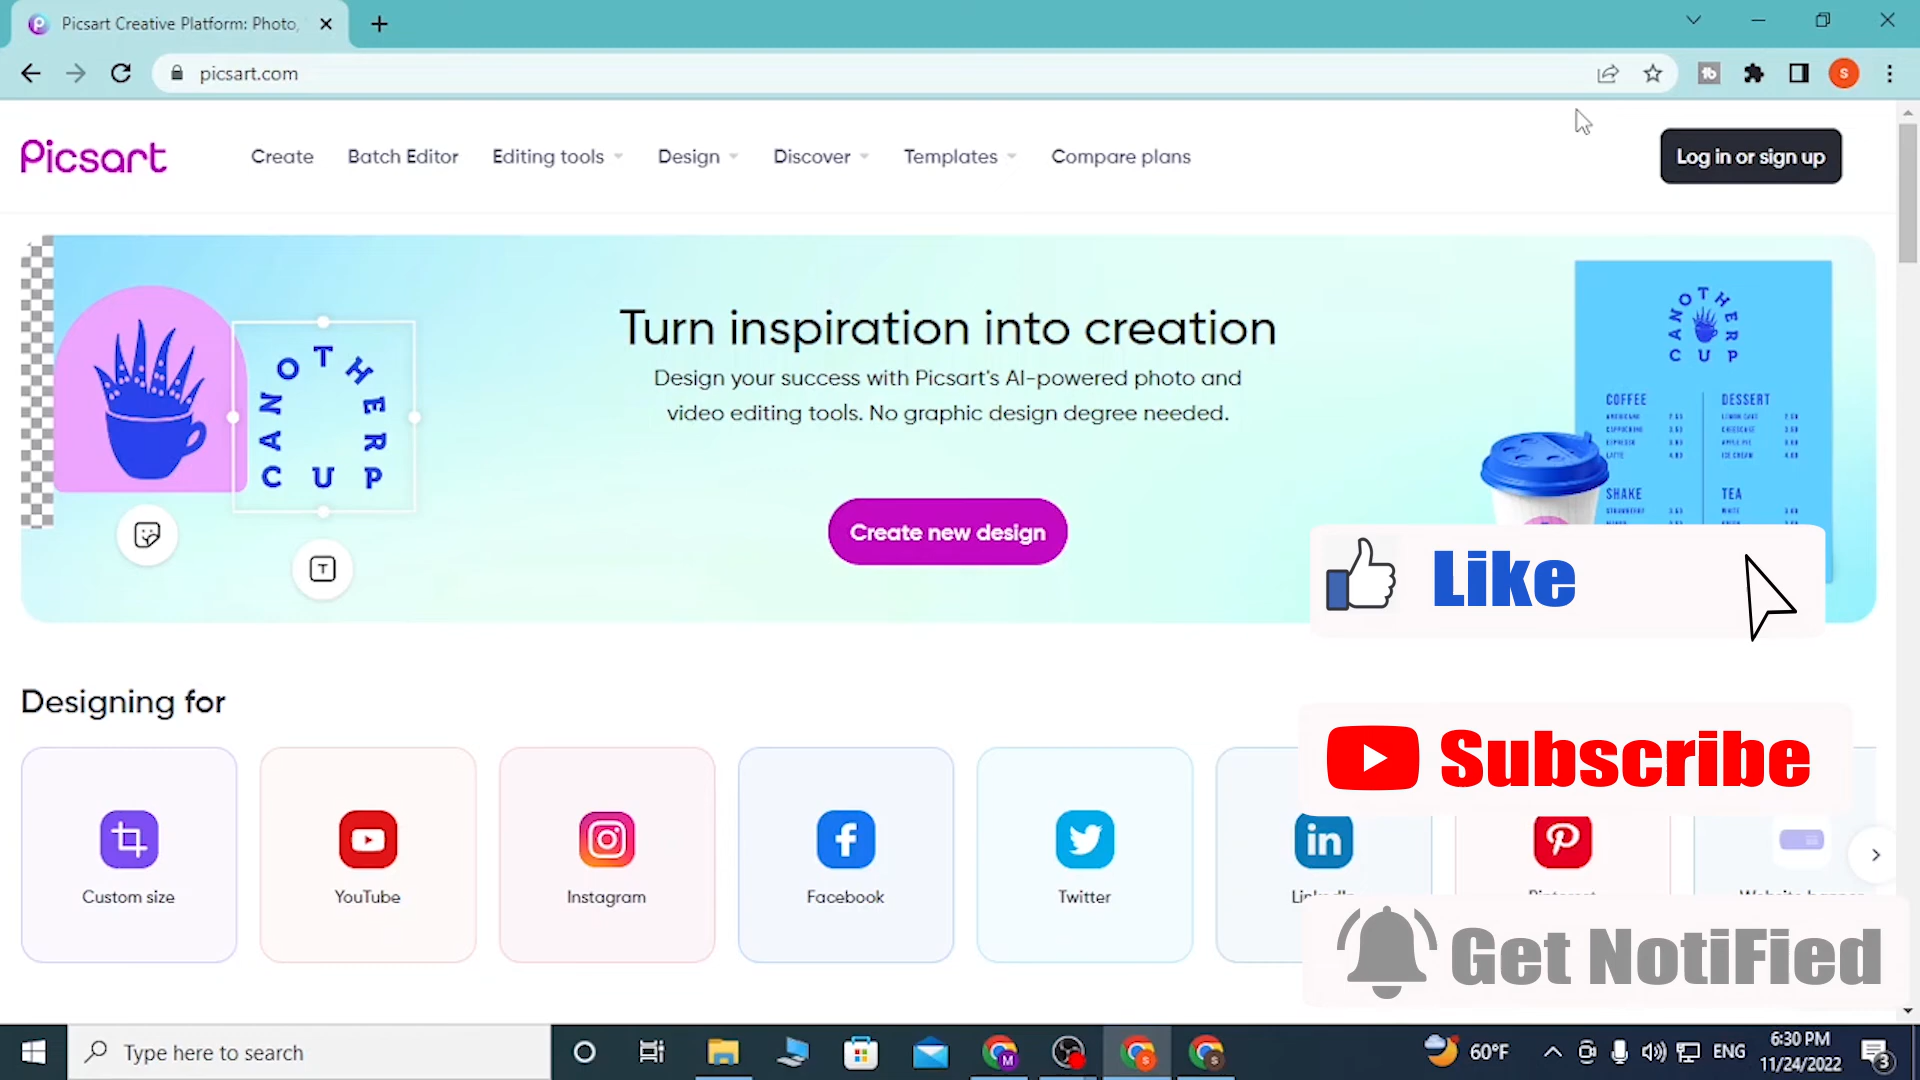 Picsart Creative Platform: Photo,
picsart.com
S
Picsart
Create
Batch Editor
Editing tools
Design
Discover
Templates
Compare plans
Log in or sign up
ANOTHER
CUP
Turn inspiration into creation
Design your success with Picsart's AI-powered photo and
video editing tools. No graphic design degree needed.
Create new design
T
ANOTHER
CUP
COFFEE
DESSERT
SHAKE
TEA
Like
Designing for
Subscribe
Custom size
YouTube
Instagram
Facebook
Twitter
Get NotiFied
Type here to search
60°F
ENG
6:30 PM
11/24/2022
3